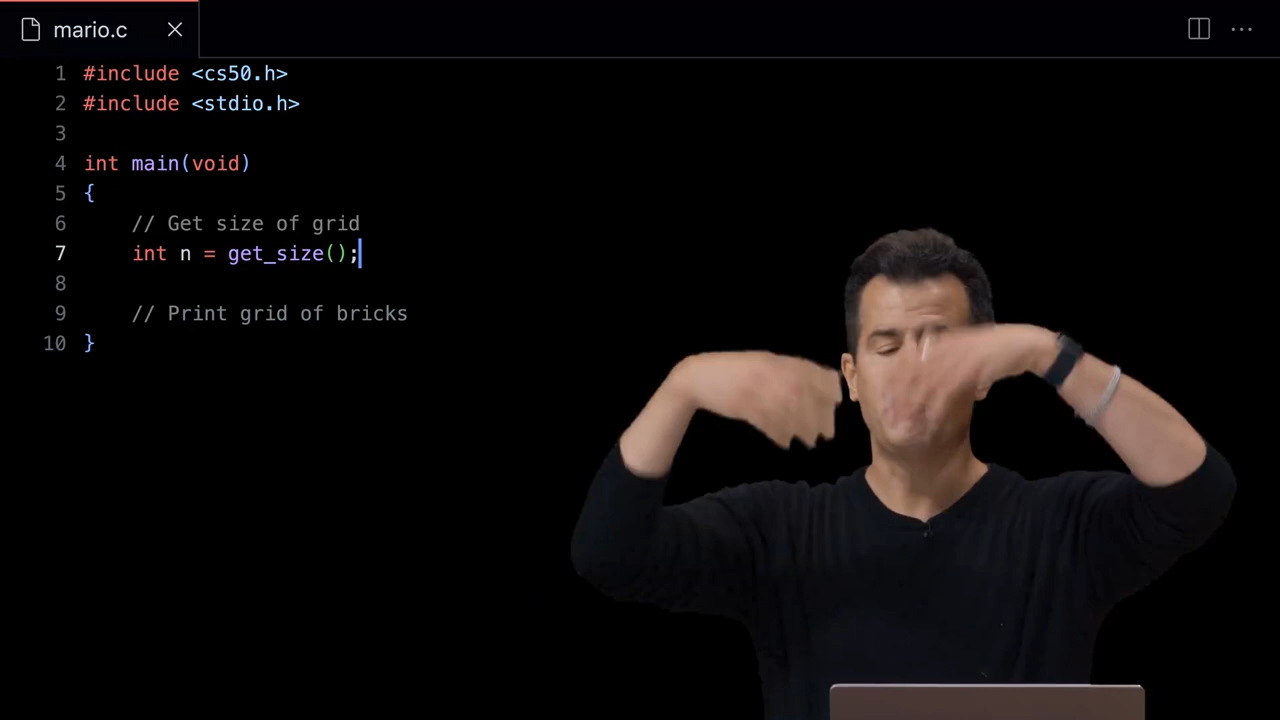 mario.c
1 #include <cs50.h>
2 #include <stdio.h>
3
4 int main(void)
5 {
6 // Get size of grid
7 int n = get_size();
8
9 // Print grid of bricks
10 }